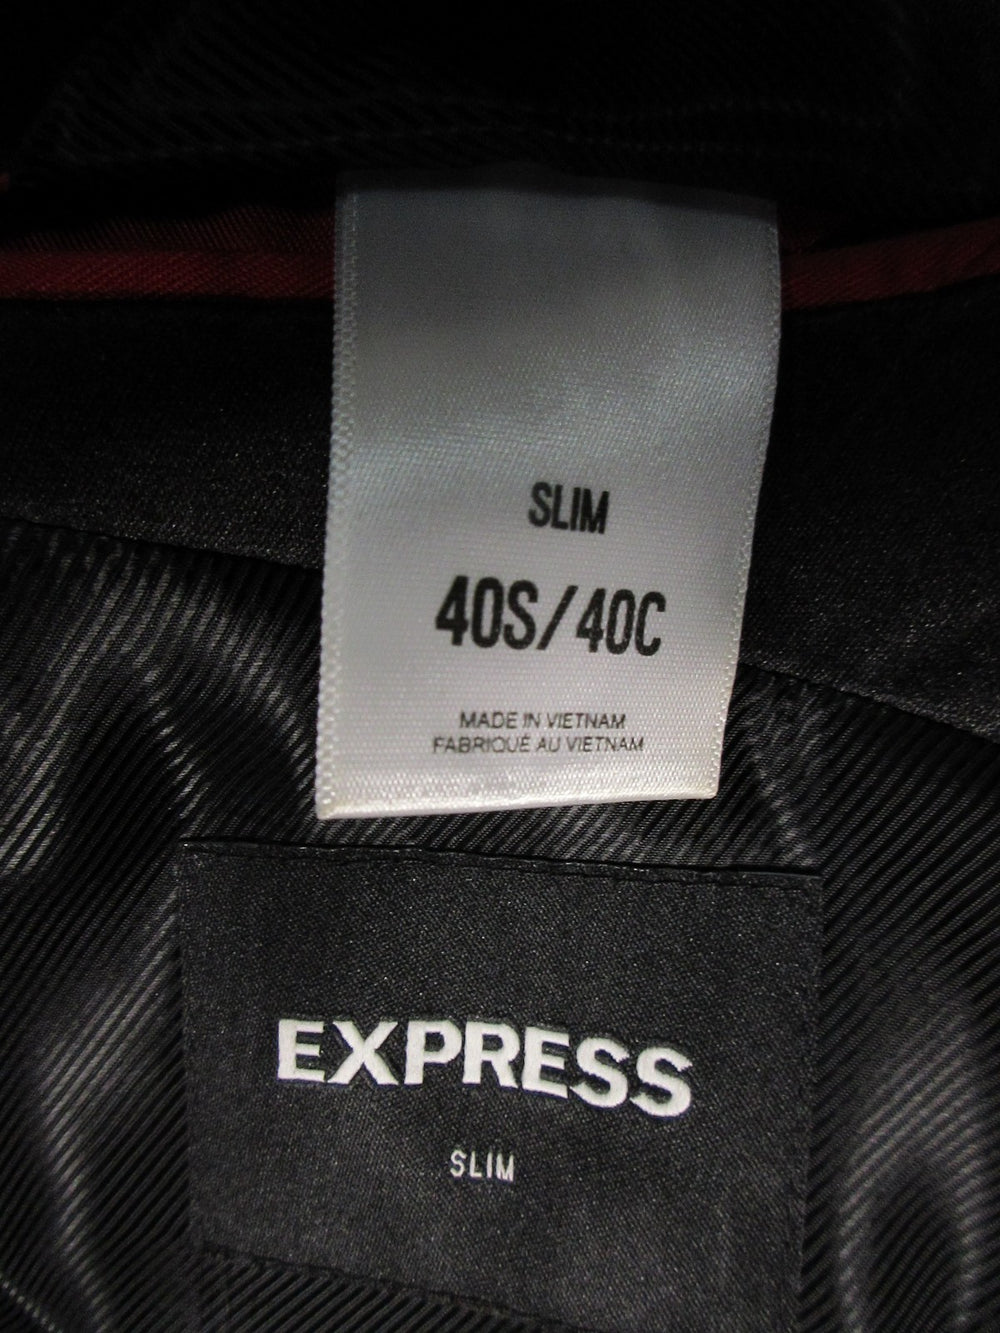 SLIM
40S/40C
MADE IN VIETNAM
FABRIQUÉ AU VIETNAM
EXPRESS
SLIM